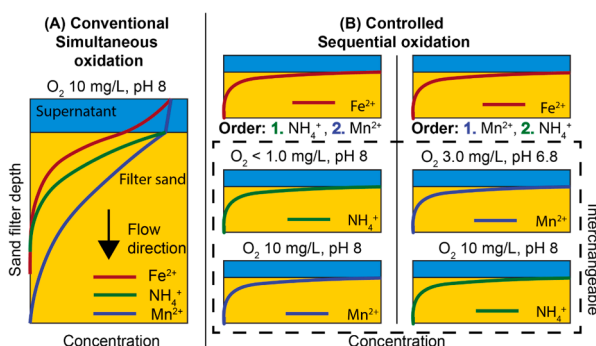 (A) Conventional
Simultaneous
oxidation
O₂ 10 mg/L, pH 8
Supernatant
Filter sand
Flow
direction
Fe²⁺
NH₄⁺
Mn²⁺
Sand filter depth
Concentration
(B) Controlled
Sequential oxidation
Fe²⁺
Order: 1. NH₄⁺, 2. Mn²⁺
O₂ < 1.0 mg/L, pH 8
NH₄⁺
O₂ 10 mg/L, pH 8
Mn²⁺
Fe²⁺
Order: 1. Mn²⁺, 2. NH₄⁺
O₂ 3.0 mg/L, pH 6.8
Mn²⁺
O₂ 10 mg/L, pH 8
NH₄⁺
Interchangeable
Concentration